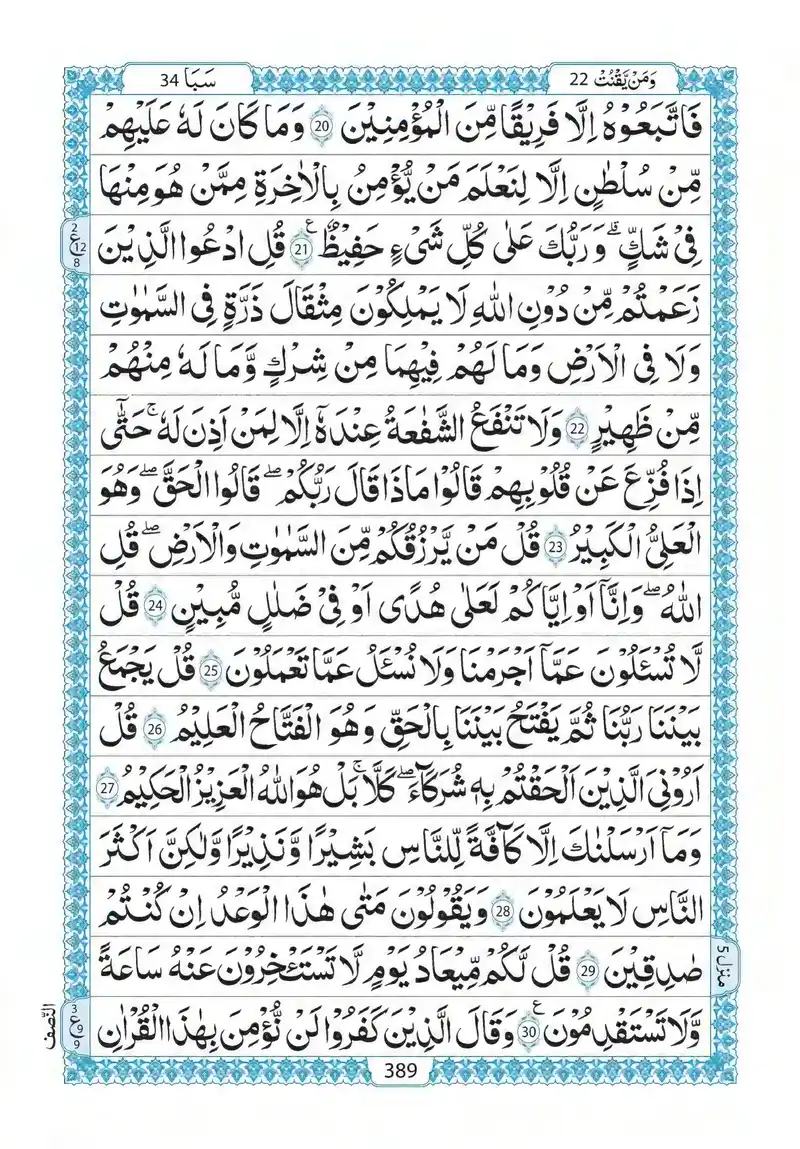 وَمَنۡ يَّقۡنُتۡ 22
سَبَا 34
فَاتَّبَعُوۡهُ اِلَّا فَرِيۡقًا مِّنَ الۡمُؤۡمِنِيۡنَ 20 وَمَا كَانَ لَهٗ عَلَيۡهِمۡ
مِّنۡ سُلۡطٰنٍ اِلَّا لِنَعۡلَمَ مَنۡ يُّؤۡمِنُ بِالۡاٰخِرَةِ مِمَّنۡ هُوَ مِنۡهَا
فِىۡ شَكٍّ ؕ وَرَبُّكَ عَلٰى كُلِّ شَىۡءٍ حَفِيۡظٌ 21 ع قُلِ ادۡعُوا الَّذِيۡنَ
2 ع 12 8
زَعَمۡتُمۡ مِّنۡ دُوۡنِ اللّٰهِ لَا يَمۡلِكُوۡنَ مِثۡقَالَ ذَرَّةٍ فِى السَّمٰوٰتِ
وَلَا فِى الۡاَرۡضِ وَمَا لَهُمۡ فِيۡهِمَا مِنۡ شِرۡكٍ وَّمَا لَهٗ مِنۡهُمۡ
مِّنۡ ظَهِيۡرٍ 22 وَلَا تَنۡفَعُ الشَّفٰعَةُ عِنۡدَهٗۤ اِلَّا لِمَنۡ اَذِنَ لَهٗ ۚ حَتّٰٓى
اِذَا فُزِّعَ عَنۡ قُلُوۡبِهِمۡ قَالُوۡا مَاذَا قَالَ رَبُّكُمۡ ۖ قَالُوا الۡحَقَّ ۖ وَهُوَ
الۡعَلِىُّ الۡكَبِيۡرُ 23 قُلۡ مَنۡ يَّرۡزُقُكُمۡ مِّنَ السَّمٰوٰتِ وَالۡاَرۡضِ ۖ قُلِ
اللّٰهُ ۖ وَاِنَّاۤ اَوۡ اِيَّاكُمۡ لَعَلٰى هُدًى اَوۡ فِىۡ ضَلٰلٍ مُّبِيۡنٍ 24 قُلۡ
لَّا تُسۡـَٔلُوۡنَ عَمَّاۤ اَجۡرَمۡنَا وَلَا نُسۡـَٔلُ عَمَّا تَعۡمَلُوۡنَ 25 قُلۡ يَجۡمَعُ
بَيۡنَنَا رَبُّنَا ثُمَّ يَفۡتَحُ بَيۡنَنَا بِالۡحَقِّ وَهُوَ الۡفَتَّاحُ الۡعَلِيۡمُ 26 قُلۡ
اَرُوۡنِىَ الَّذِيۡنَ اَلۡحَقۡتُمۡ بِهٖ شُرَكَآءَ ۖ كَلَّا ؕ بَلۡ هُوَ اللّٰهُ الۡعَزِيۡزُ الۡحَكِيۡمُ 27
وَمَاۤ اَرۡسَلۡنٰكَ اِلَّا كَآفَّةً لِّلنَّاسِ بَشِيۡرًا وَّنَذِيۡرًا وَّلٰكِنَّ اَكۡثَرَ
النَّاسِ لَا يَعۡلَمُوۡنَ 28 وَيَقُوۡلُوۡنَ مَتٰى هٰذَا الۡوَعۡدُ اِنۡ كُنۡتُمۡ
صٰدِقِيۡنَ 29 قُلۡ لَّكُمۡ مِّيۡعَادُ يَوۡمٍ لَّا تَسۡتَـٔۡخِرُوۡنَ عَنۡهُ سَاعَةً
منزل 5
وَّلَا تَسۡتَقۡدِمُوۡنَ 30 ع وَقَالَ الَّذِيۡنَ كَفَرُوۡا لَنۡ نُّؤۡمِنَ بِهٰذَا الۡقُرۡاٰنِ
3 ع 9 9
النّصف
389